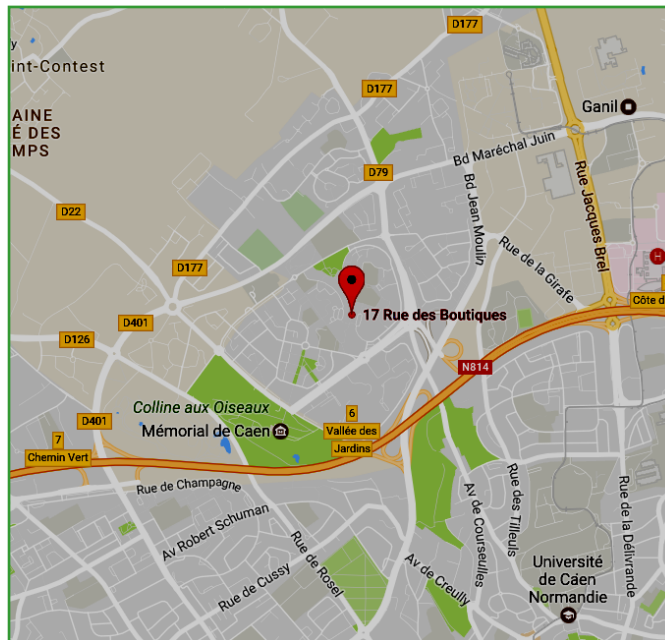 D177
y
int-Contest
D177
Ganil
AINE
É DES
MPS
Bd Maréchal Juin
D79
Bd Jean Moulin
Rue Jacques Brel
D22
Rue de la Girafe
D177
H
Côte d
17 Rue des Boutiques
D401
D126
N814
Colline aux Oiseaux
6
Vallée des
Jardins
D401
Mémorial de Caen
7
Chemin Vert
Rue de Champagne
Av Robert Schuman
Rue de Rosel
Rue de Cussy
Av de Creully
Av de Courseulles
Rue des Tilleuls
Rue de la Délivrande
Université
de Caen
Normandie